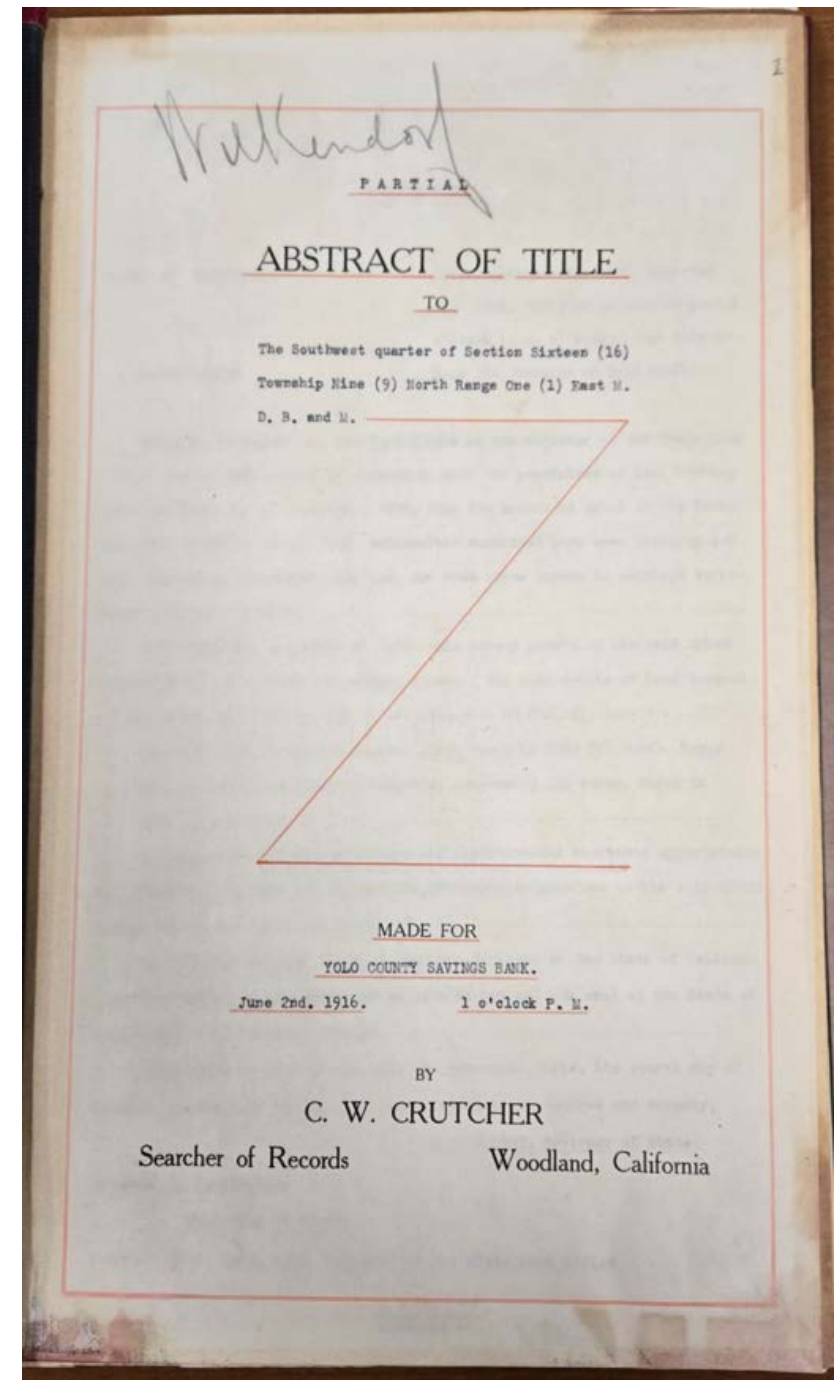 1
Wilkendorf
PARTIAL
ABSTRACT OF TITLE
TO
The Southwest quarter of Section Sixteen (16)
Township Nine (9) North Range One (1) East M.
D. B. and M.
MADE FOR
YOLO COUNTY SAVINGS BANK.
June 2nd. 1916. 1 o'clock P. M.
BY
C. W. CRUTCHER
Searcher of Records Woodland, California